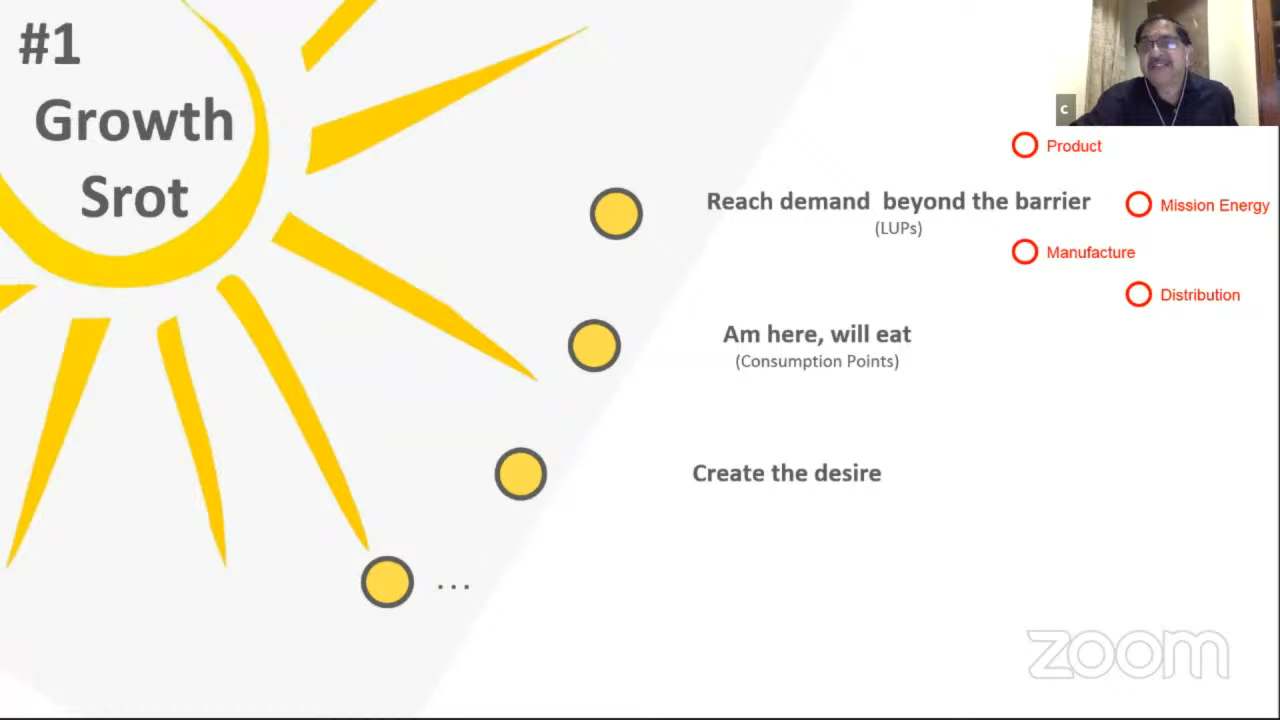 #1
Growth
Srot
C
Product
Reach demand beyond the barrier
(LUPs)
Mission Energy
Manufacture
Distribution
Am here, will eat
(Consumption Points)
Create the desire
...
zoom